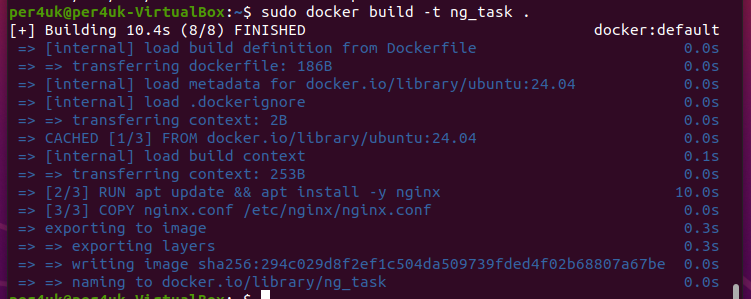 per4uk@per4uk-VirtualBox:~$ sudo docker build -t ng_task .
[+] Building 10.4s (8/8) FINISHED docker:default
=> [internal] load build definition from Dockerfile 0.0s
=> => transferring dockerfile: 186B 0.0s
=> [internal] load metadata for docker.io/library/ubuntu:24.04 0.0s
=> [internal] load .dockerignore 0.0s
=> => transferring context: 2B 0.0s
=> CACHED [1/3] FROM docker.io/library/ubuntu:24.04 0.0s
=> [internal] load build context 0.1s
=> => transferring context: 253B 0.0s
=> [2/3] RUN apt update && apt install -y nginx 10.0s
=> [3/3] COPY nginx.conf /etc/nginx/nginx.conf 0.0s
=> exporting to image 0.3s
=> => exporting layers 0.3s
=> => writing image sha256:294c029d8f2ef1c504da509739fded4f02b68807a67be 0.0s
=> => naming to docker.io/library/ng_task 0.0s
per4uk@per4uk-VirtualBox:~$